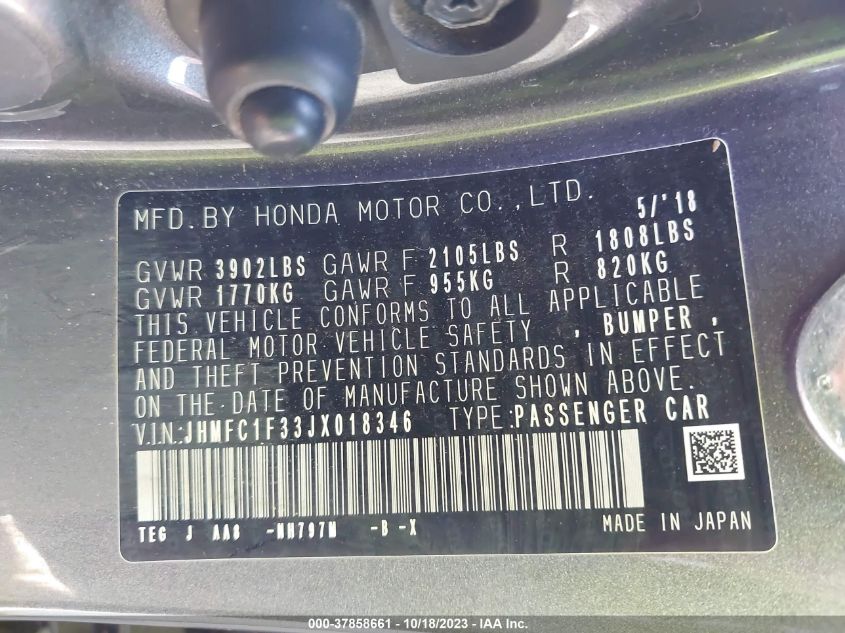 MFD. BY HONDA MOTOR CO., LTD. 5/'18
GVWR 3902LBS GAWR F 2105LBS R 1808LBS
GVWR 1770KG GAWR F 955KG R 820KG
THIS VEHICLE CONFORMS TO ALL APPLICABLE
FEDERAL MOTOR VEHICLE SAFETY , BUMPER ,
AND THEFT PREVENTION STANDARDS IN EFFECT
ON THE DATE OF MANUFACTURE SHOWN ABOVE.
V.I.N.:JHMFC1F33JX018346 TYPE:PASSENGER CAR
TEG J AA6 -NH797M -B -X MADE IN JAPAN
000-37858661 - 10/18/2023 - IAA Inc.